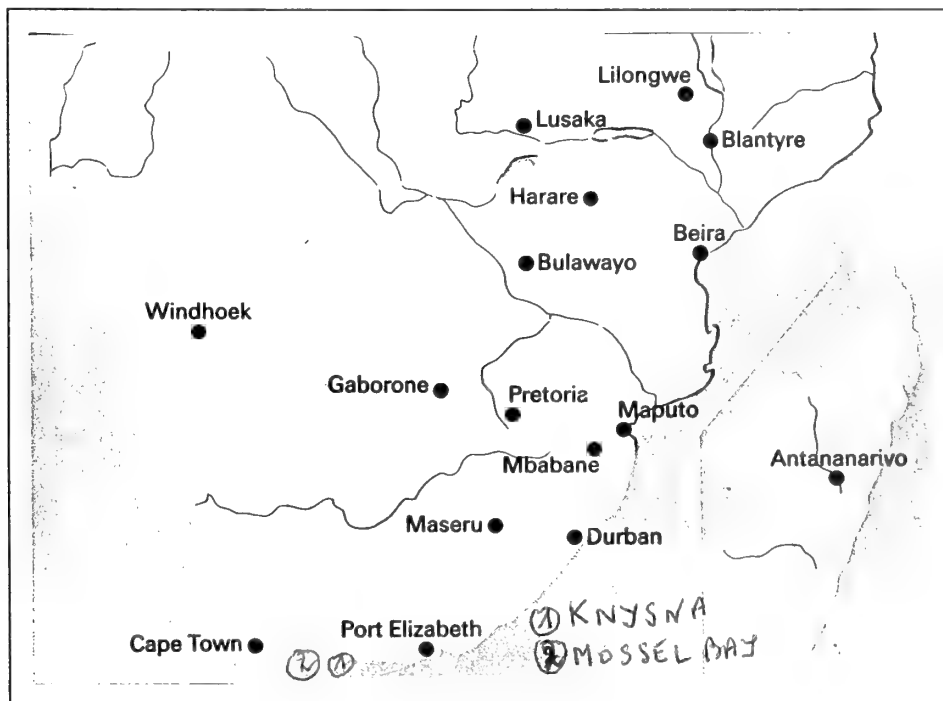 Lilongwe
Lusaka
Blantyre
Harare
Beira
Bulawayo
Windhoek
Gaborone
Pretoria
Maputo
Mbabane
Antananarivo
Maseru
Durban
① KNYSNA
Port Elizabeth
Cape Town
② MOSSEL BAY
② ①